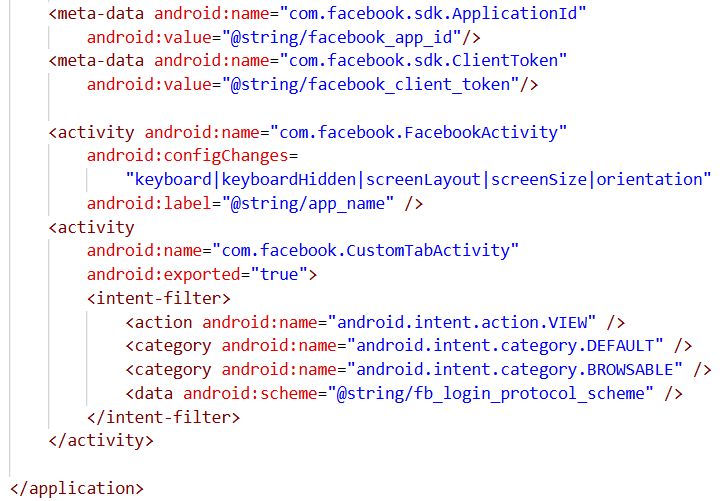 <meta-data android:name="com.facebook.sdk.ApplicationId"
android:value="@string/facebook_app_id"/>
<meta-data android:name="com.facebook.sdk.ClientToken"
android:value="@string/facebook_client_token"/>
<activity android:name="com.facebook.FacebookActivity"
android:configChanges=
"keyboard|keyboardHidden|screenLayout|screenSize|orientation"
android:label="@string/app_name" />
<activity
android:name="com.facebook.CustomTabActivity"
android:exported="true">
<intent-filter>
<action android:name="android.intent.action.VIEW" />
<category android:name="android.intent.category.DEFAULT" />
<category android:name="android.intent.category.BROWSABLE" />
<data android:scheme="@string/fb_login_protocol_scheme" />
</intent-filter>
</activity>
</application>